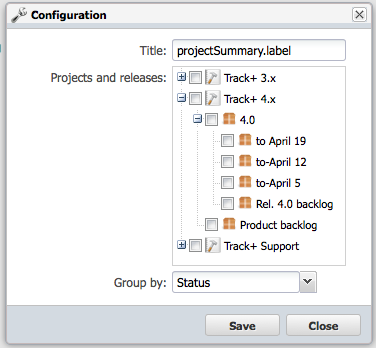 Configuration
Title: projectSummary.label
Projects and releases: Track+ 3.x
Track+ 4.x
4.0
to April 19
to-April 12
to-April 5
Rel. 4.0 backlog
Product backlog
Track+ Support
Group by: Status
Save Close